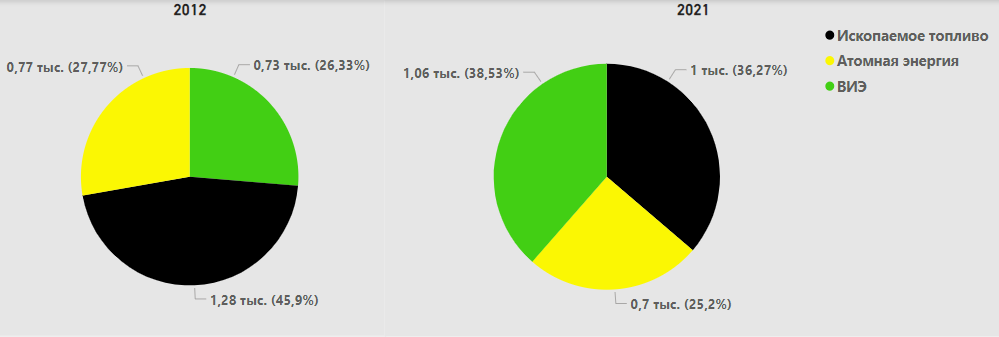 2012
0,77 тыс. (27,77%)
0,73 тыс. (26,33%)
1,28 тыс. (45,9%)
2021
1,06 тыс. (38,53%)
1 тыс. (36,27%)
0,7 тыс. (25,2%)
Ископаемое топливо
Атомная энергия
ВИЭ